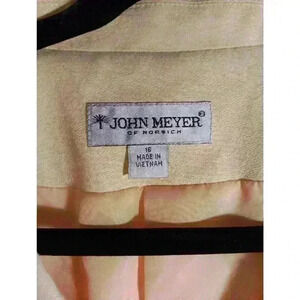 JOHN MEYER®
OF NORWICH
16
MADE IN
VIETNAM